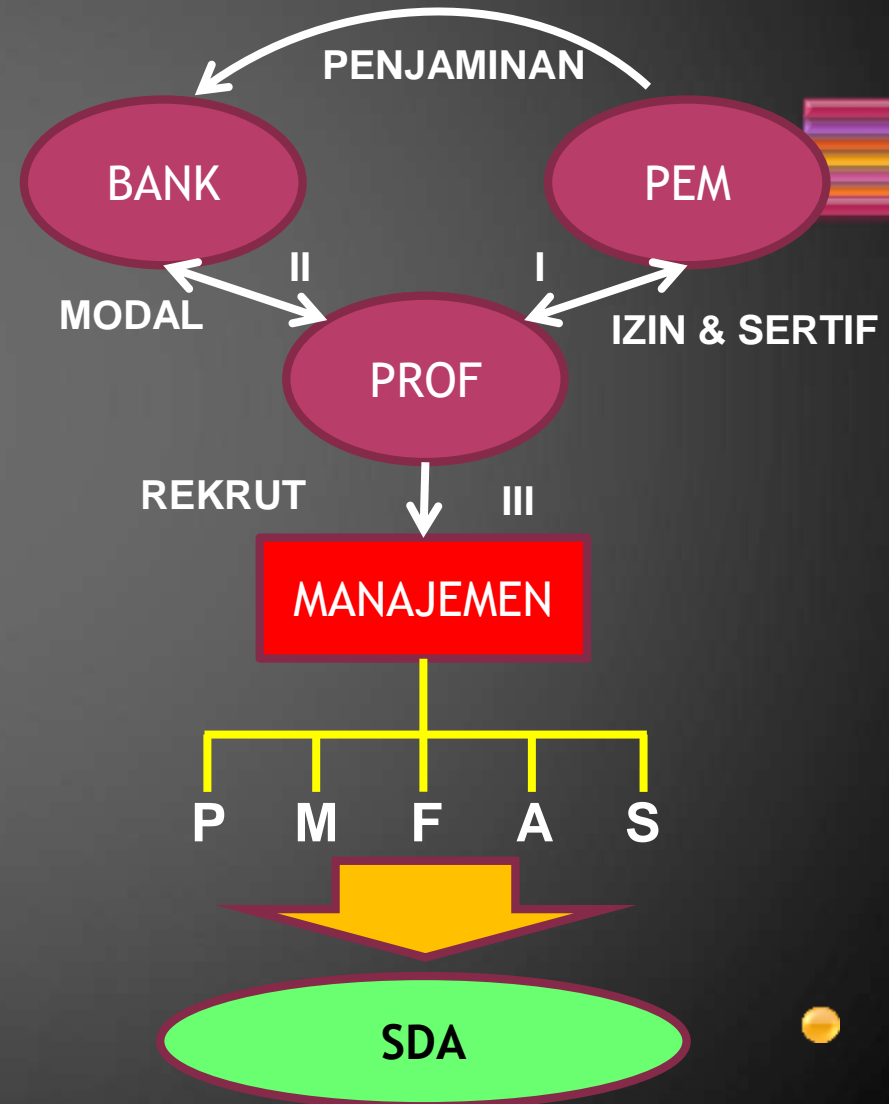 PENJAMINAN
BANK
PEM
II
I
MODAL
IZIN & SERTIF
PROF
REKRUT
III
MANAJEMEN
P M F A S
SDA